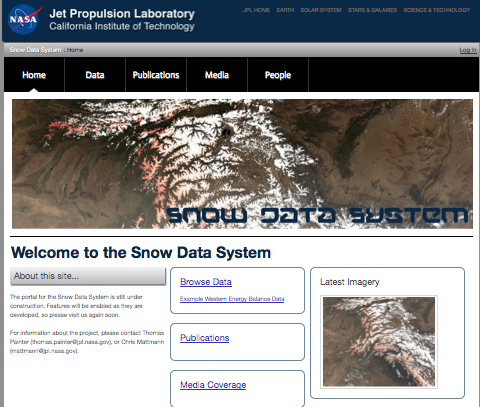 NASA
Jet Propulsion Laboratory
California Institute of Technology
JPL HOME EARTH SOLAR SYSTEM STARS & GALAXIES SCIENCE & TECHNOLOGY
Snow Data System : Home
Log In
Home Data Publications Media People
SNOW DATA SYSTEM
Welcome to the Snow Data System
About this site...
The portal for the Snow Data System is still under
construction. Features will be enabled as they are
developed, so please visit us again soon.
For information about the project, please contact Thomas
Painter (thomas.painter@jpl.nasa.gov), or Chris Mattmann
(mattmann@jpl.nasa.gov).
Browse Data
Example Western Energy Balance Data
Publications
Media Coverage
Latest Imagery